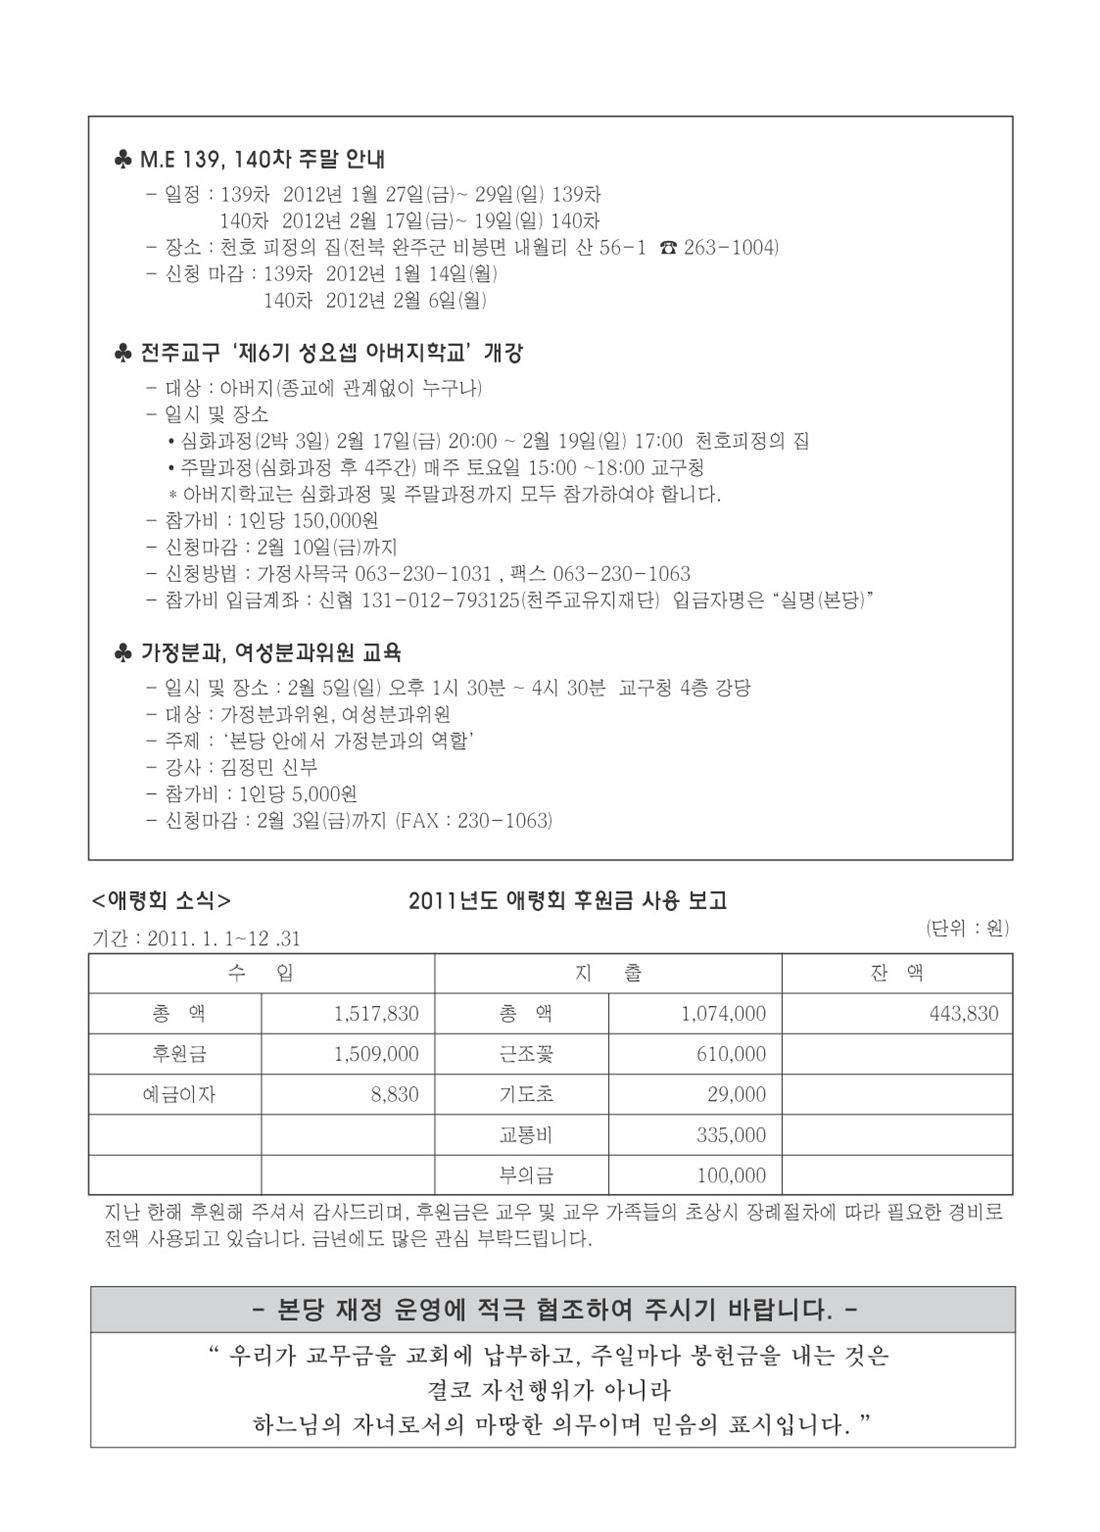 ♣ M.E 139, 140차 주말 안내
- 일정 : 139차 2012년 1월 27일(금)~ 29일(일) 139차
140차 2012년 2월 17일(금)~ 19일(일) 140차
- 장소 : 천호 피정의 집(전북 완주군 비봉면 내월리 산 56-1 ☎ 263-1004)
- 신청 마감 : 139차 2012년 1월 14일(월)
140차 2012년 2월 6일(월)
♣ 전주교구 ‘제6기 성요셉 아버지학교’ 개강
- 대상 : 아버지(종교에 관계없이 누구나)
- 일시 및 장소
• 심화과정(2박 3일) 2월 17일(금) 20:00 ~ 2월 19일(일) 17:00 천호피정의 집
• 주말과정(심화과정 후 4주간) 매주 토요일 15:00 ~18:00 교구청
* 아버지학교는 심화과정 및 주말과정까지 모두 참가하여야 합니다.
- 참가비 : 1인당 150,000원
- 신청마감 : 2월 10일(금)까지
- 신청방법 : 가정사목국 063-230-1031 , 팩스 063-230-1063
- 참가비 입금계좌 : 신협 131-012-793125(천주교유지재단) 입금자명은 “실명(본당)”
♣ 가정분과, 여성분과위원 교육
- 일시 및 장소 : 2월 5일(일) 오후 1시 30분 ~ 4시 30분 교구청 4층 강당
- 대상 : 가정분과위원, 여성분과위원
- 주제 : ‘본당 안에서 가정분과의 역할’
- 강사 : 김정민 신부
- 참가비 : 1인당 5,000원
- 신청마감 : 2월 3일(금)까지 (FAX : 230-1063)
<애령회 소식> 2011년도 애령회 후원금 사용 보고
기간 : 2011. 1. 1~12 .31 (단위 : 원)
수 입 지 출 잔 액
총 액 1,517,830 총 액 1,074,000 443,830
후원금 1,509,000 근조꽃 610,000
예금이자 8,830 기도초 29,000
교통비 335,000
부의금 100,000
지난 한해 후원해 주셔서 감사드리며, 후원금은 교우 및 교우 가족들의 초상시 장례절차에 따라 필요한 경비로
전액 사용되고 있습니다. 금년에도 많은 관심 부탁드립니다.
- 본당 재정 운영에 적극 협조하여 주시기 바랍니다. -
“ 우리가 교무금을 교회에 납부하고, 주일마다 봉헌금을 내는 것은
결코 자선행위가 아니라
하느님의 자녀로서의 마땅한 의무이며 믿음의 표시입니다. ”